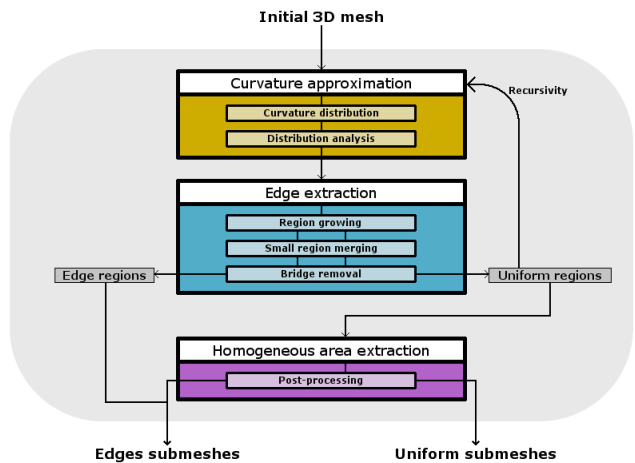 Initial 3D mesh
Curvature approximation
Recursivity
Curvature distribution
Distribution analysis
Edge extraction
Region growing
Small region merging
Edge regions
Bridge removal
Uniform regions
Homogeneous area extraction
Post-processing
Edges submeshes
Uniform submeshes